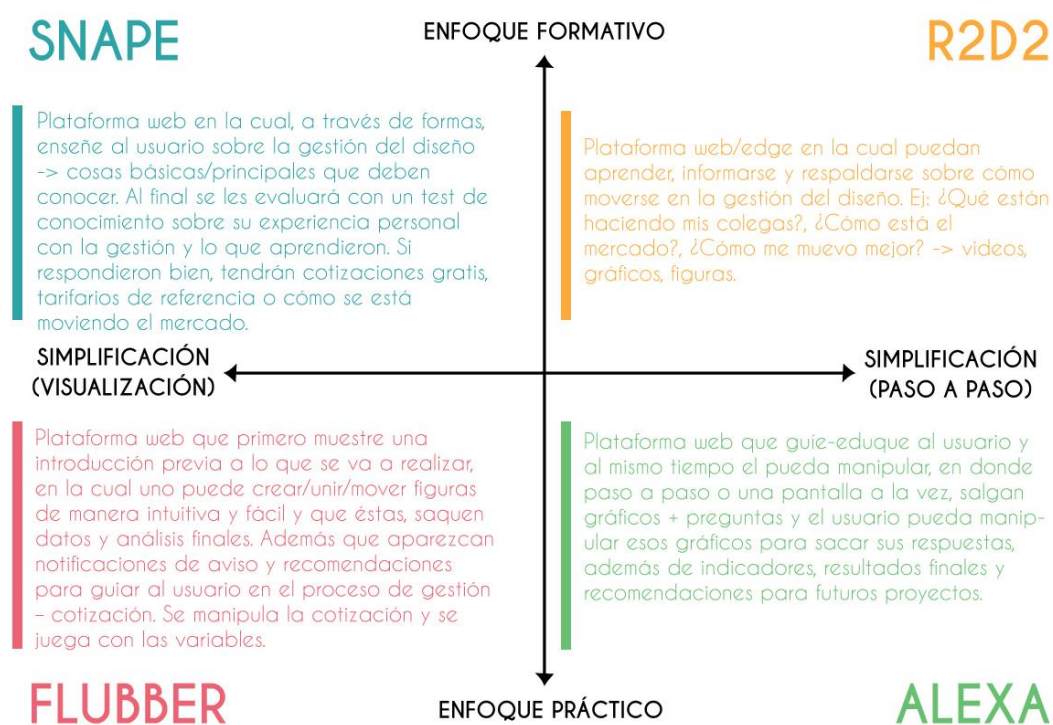 SNAPE
ENFOQUE FORMATIVO
R2D2
Plataforma web en la cual, a través de formas,
enseñe al usuario sobre la gestión del diseño
-> cosas básicas/principales que deben
conocer. Al final se les evaluará con un test de
conocimiento sobre su experiencia personal
con la gestión y lo que aprendieron. Si
respondieron bien, tendrán cotizaciones gratis,
tarifarios de referencia o cómo se está
moviendo el mercado.
Plataforma web/edge en la cual puedan
aprender, informarse y respaldarse sobre cómo
moverse en la gestión del diseño. Ej: ¿Qué están
haciendo mis colegas?, ¿Cómo está el
mercado?, ¿Cómo me muevo mejor? -> videos,
gráficos, figuras.
SIMPLIFICACIÓN
(VISUALIZACIÓN)
SIMPLIFICACIÓN
(PASO A PASO)
Plataforma web que primero muestre una
introducción previa a lo que se va a realizar,
en la cual uno puede crear/unir/mover figuras
de manera intuitiva y fácil y que éstas, saquen
datos y análisis finales. Además que aparezcan
notificaciones de aviso y recomendaciones
para guiar al usuario en el proceso de gestión
– cotización. Se manipula la cotización y se
juega con las variables.
Plataforma web que guíe-eduque al usuario y
al mismo tiempo el pueda manipular, en donde
paso a paso o una pantalla a la vez, salgan
gráficos + preguntas y el usuario pueda manip-
ular esos gráficos para sacar sus respuestas,
además de indicadores, resultados finales y
recomendaciones para futuros proyectos.
FLUBBER
ENFOQUE PRÁCTICO
ALEXA